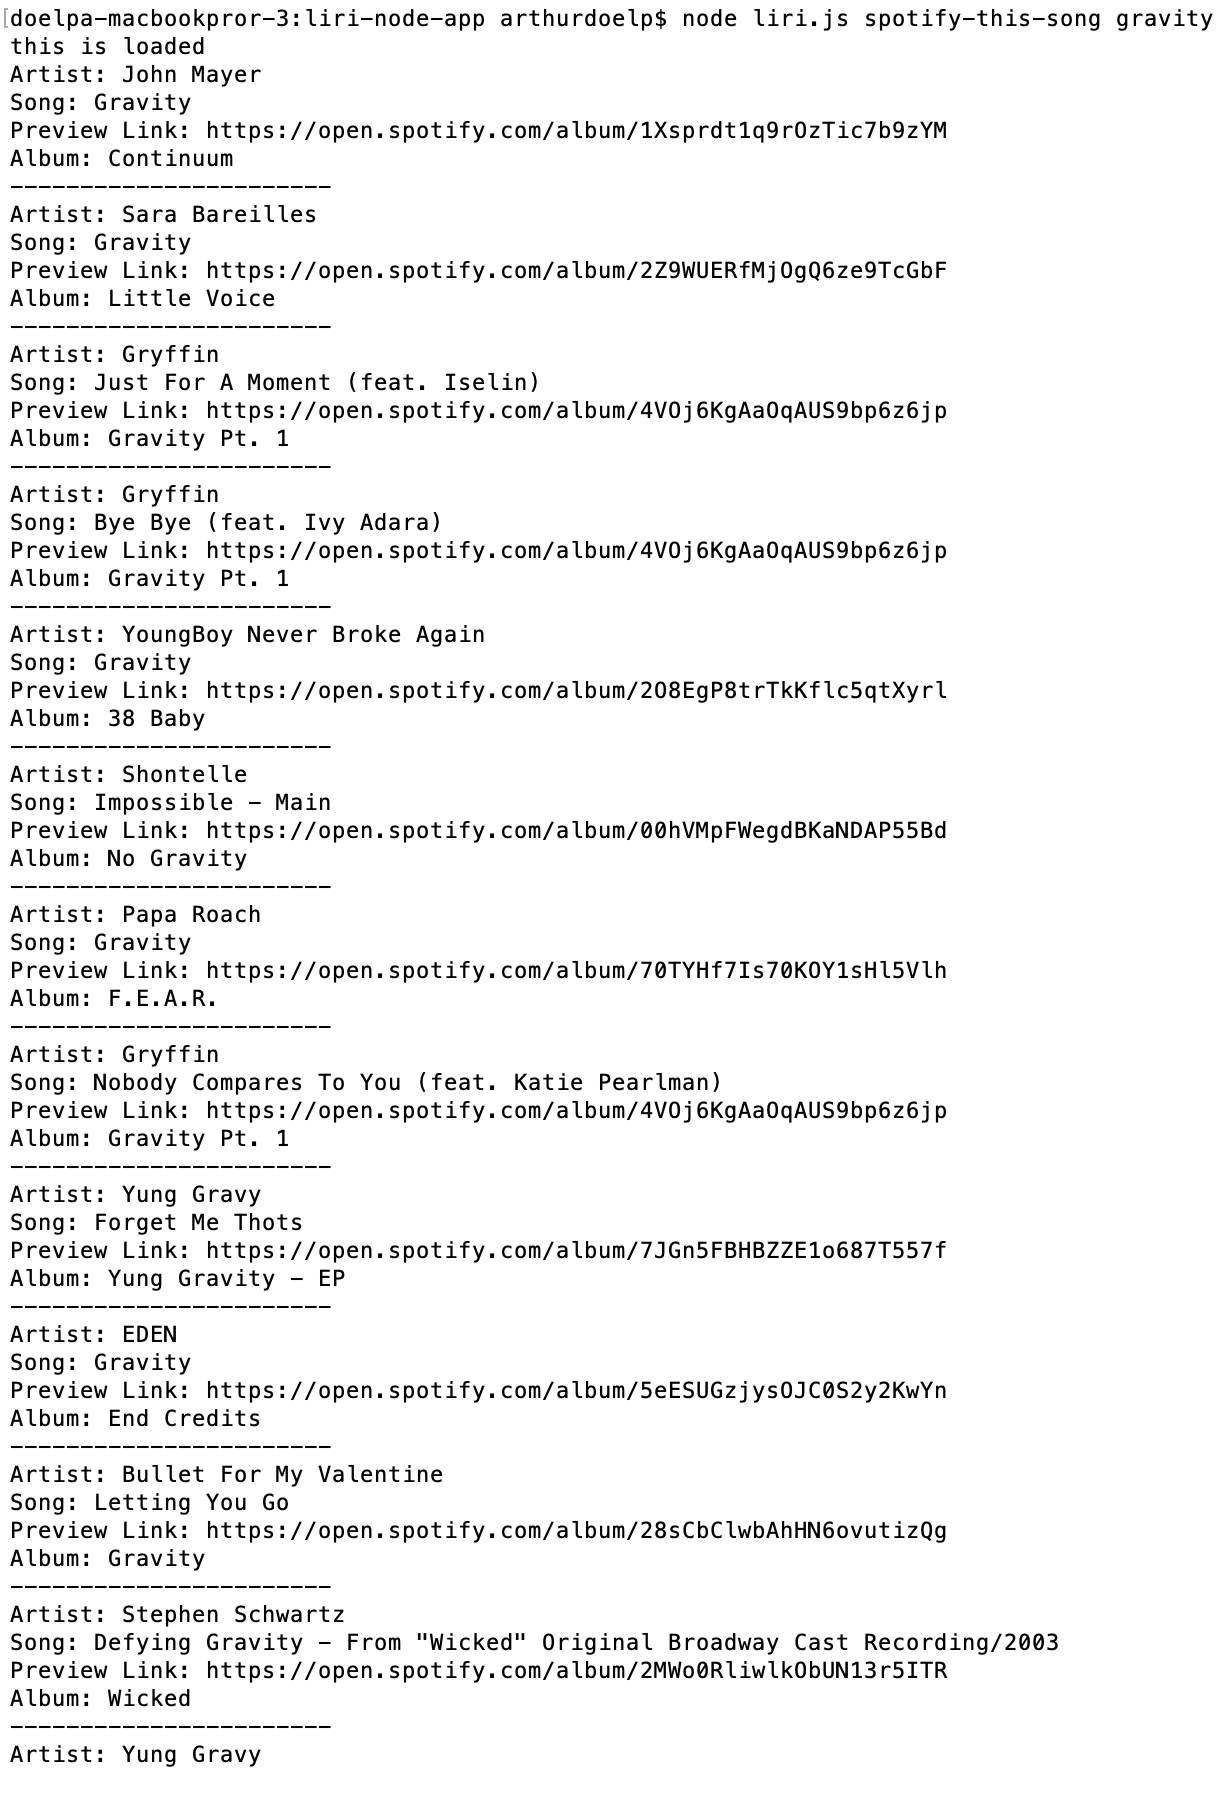 doelpa-macbookpror-3:liri-node-app arthurdoelp$ node liri.js spotify-this-song gravity
this is loaded
Artist: John Mayer
Song: Gravity
Preview Link: https://open.spotify.com/album/1Xsprdt1q9rOzTic7b9zYM
Album: Continuum
-----------------------
Artist: Sara Bareilles
Song: Gravity
Preview Link: https://open.spotify.com/album/2Z9WUERfMjOgQ6ze9TcGbF
Album: Little Voice
-----------------------
Artist: Gryffin
Song: Just For A Moment (feat. Iselin)
Preview Link: https://open.spotify.com/album/4VOj6KgAaOqAUS9bp6z6jp
Album: Gravity Pt. 1
-----------------------
Artist: Gryffin
Song: Bye Bye (feat. Ivy Adara)
Preview Link: https://open.spotify.com/album/4VOj6KgAaOqAUS9bp6z6jp
Album: Gravity Pt. 1
-----------------------
Artist: YoungBoy Never Broke Again
Song: Gravity
Preview Link: https://open.spotify.com/album/2O8EgP8trTkKflc5qtXyrl
Album: 38 Baby
-----------------------
Artist: Shontelle
Song: Impossible - Main
Preview Link: https://open.spotify.com/album/00hVMpFWegdBKaNDAP55Bd
Album: No Gravity
-----------------------
Artist: Papa Roach
Song: Gravity
Preview Link: https://open.spotify.com/album/70TYHf7Is70KOY1sHl5Vlh
Album: F.E.A.R.
-----------------------
Artist: Gryffin
Song: Nobody Compares To You (feat. Katie Pearlman)
Preview Link: https://open.spotify.com/album/4VOj6KgAaOqAUS9bp6z6jp
Album: Gravity Pt. 1
-----------------------
Artist: Yung Gravy
Song: Forget Me Thots
Preview Link: https://open.spotify.com/album/7JGn5FBHBZZE1o687T557f
Album: Yung Gravity - EP
-----------------------
Artist: EDEN
Song: Gravity
Preview Link: https://open.spotify.com/album/5eESUGzjysOJC0S2y2KwYn
Album: End Credits
-----------------------
Artist: Bullet For My Valentine
Song: Letting You Go
Preview Link: https://open.spotify.com/album/28sCbClwbAhHN6ovutizQg
Album: Gravity
-----------------------
Artist: Stephen Schwartz
Song: Defying Gravity - From "Wicked" Original Broadway Cast Recording/2003
Preview Link: https://open.spotify.com/album/2MWo0RliwlkObUN13r5ITR
Album: Wicked
-----------------------
Artist: Yung Gravy